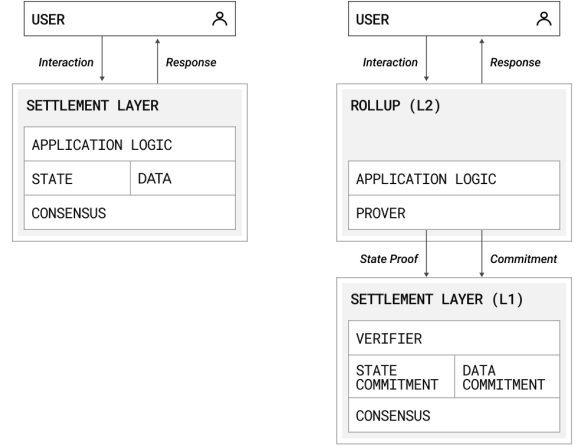 USER
Interaction
Response
SETTLEMENT LAYER
APPLICATION LOGIC
STATE
DATA
CONSENSUS
USER
Interaction
Response
ROLLUP (L2)
APPLICATION LOGIC
PROVER
State Proof
Commitment
SETTLEMENT LAYER (L1)
VERIFIER
STATE
COMMITMENT
DATA
COMMITMENT
CONSENSUS